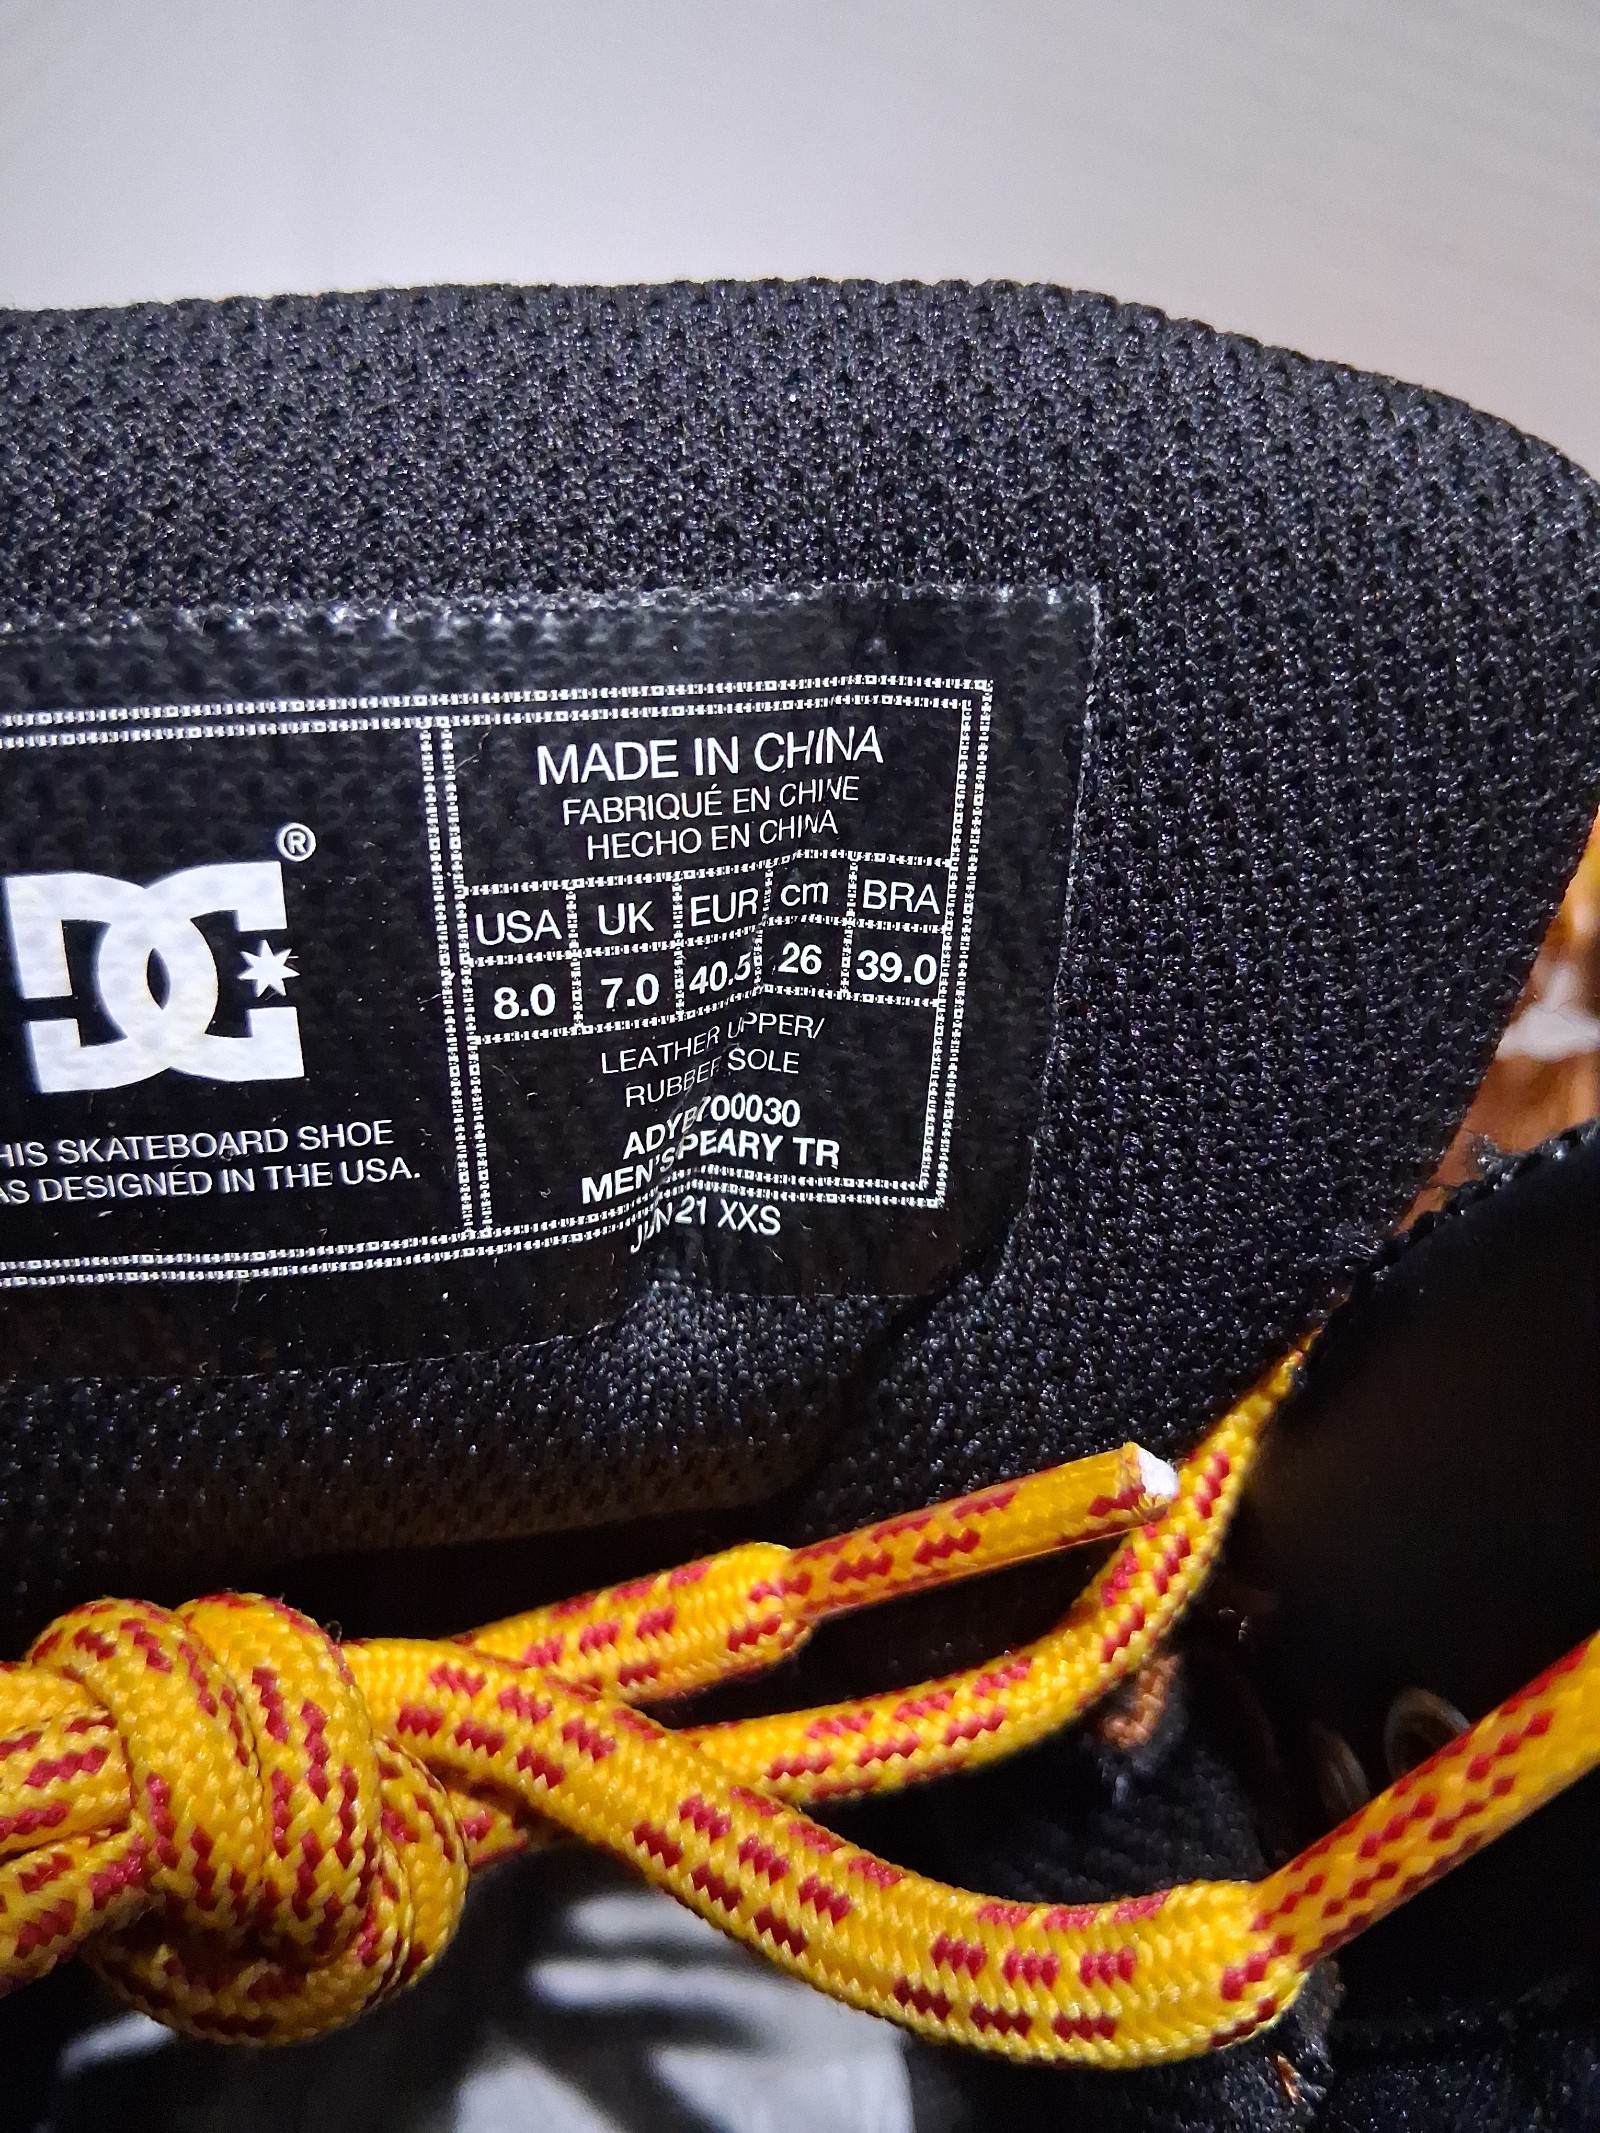 DC®
HIS SKATEBOARD SHOE
AS DESIGNED IN THE USA.
MADE IN CHINA
FABRIQUÉ EN CHINE
HECHO EN CHINA
USA UK EUR cm BRA
8.0 7.0 40.5 26 39.0
LEATHER UPPER/
RUBBER SOLE
ADYB700030
MEN'S PEARY TR
JUN 21 XXS